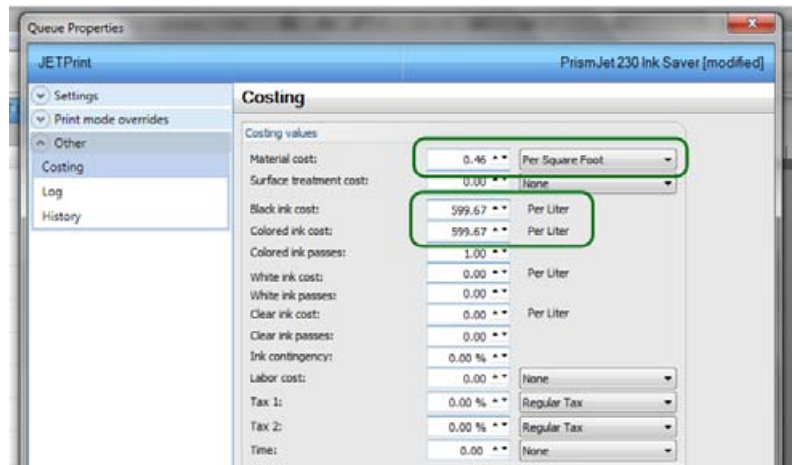 Queue Properties
JETPrint PrismJet 230 Ink Saver [modified]
Settings
Print mode overrides
Other
Costing
Log
History
Costing
Costing values
Material cost: 0.46 Per Square Foot
Surface treatment cost: 0.00 None
Black ink cost: 599.67 Per Liter
Colored ink cost: 599.67 Per Liter
Colored ink passes: 1.00
White ink cost: 0.00 Per Liter
White ink passes: 0.00
Clear ink cost: 0.00 Per Liter
Clear ink passes: 0.00
Ink contingency: 0.00 %
Labor cost: 0.00 None
Tax 1: 0.00 % Regular Tax
Tax 2: 0.00 % Regular Tax
Time: 0.00 None